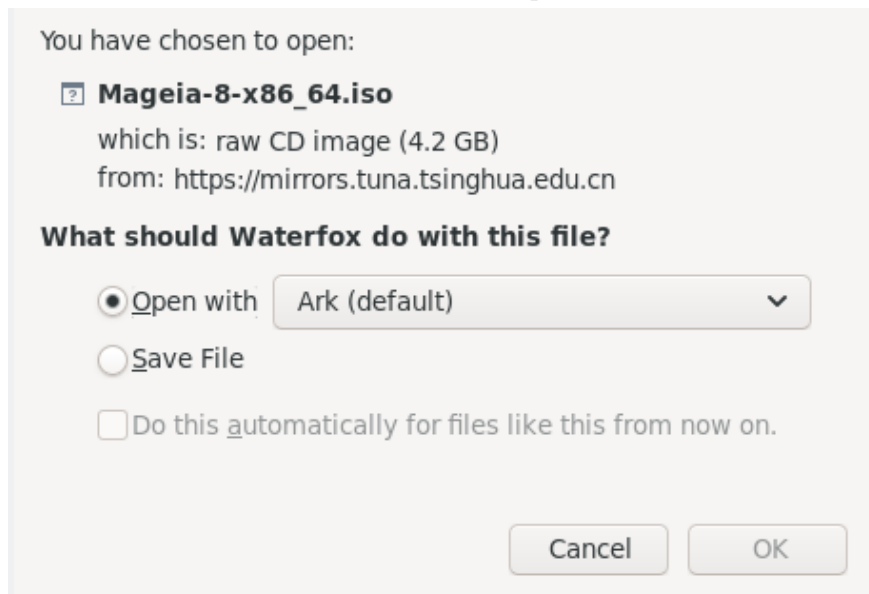 You have chosen to open:
Mageia-8-x86_64.iso
which is: raw CD image (4.2 GB)
from: https://mirrors.tuna.tsinghua.edu.cn
What should Waterfox do with this file?
Open with Ark (default)
Save File
Do this automatically for files like this from now on.
Cancel OK